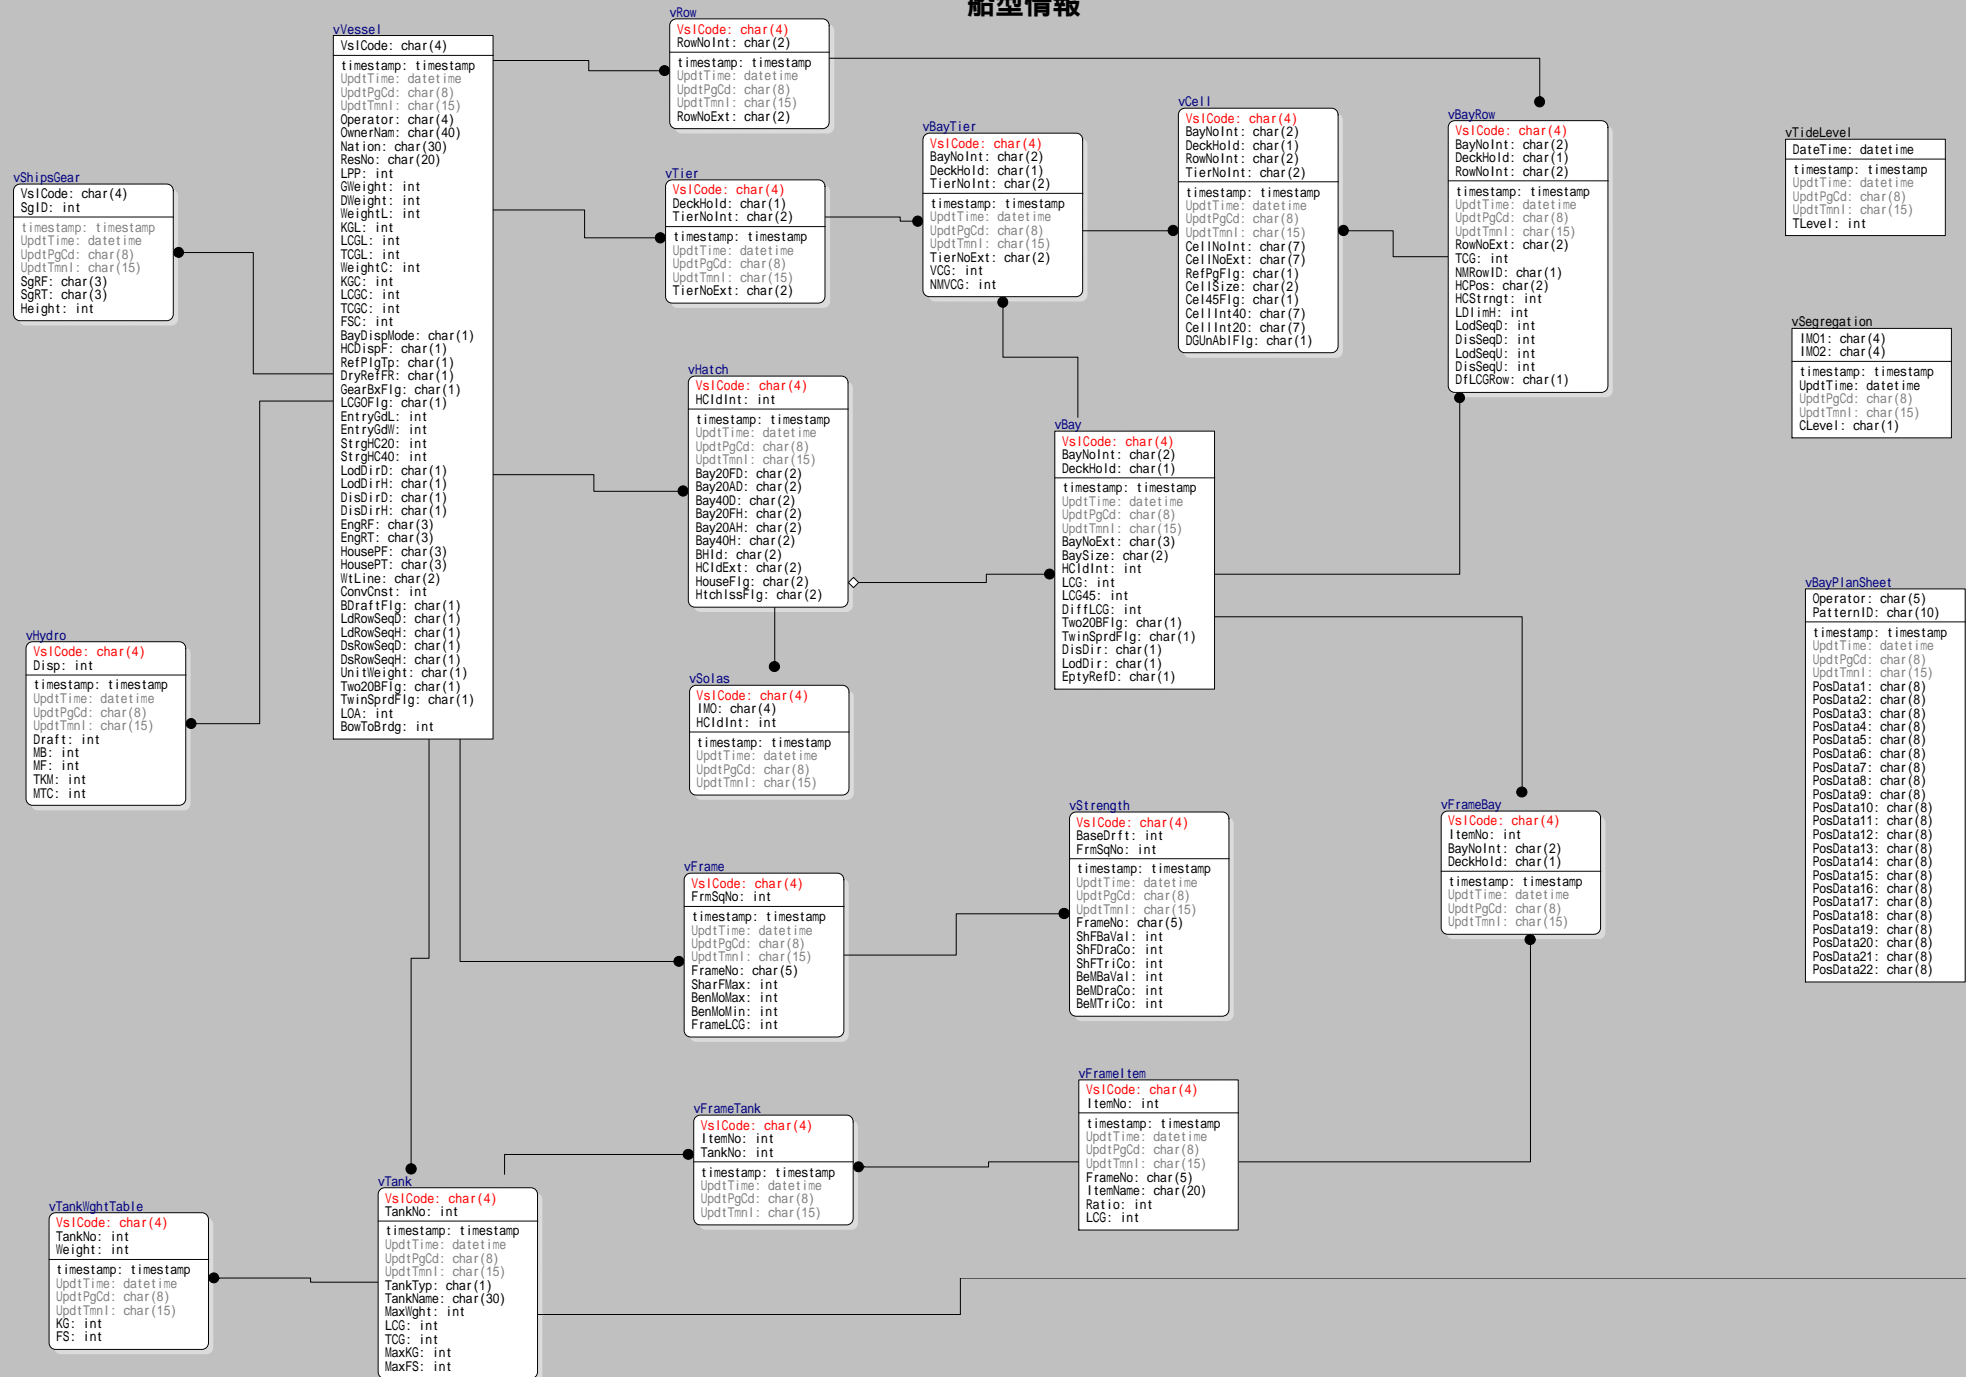 船型情報
vVessel
VslCode: char(4)
timestamp: timestamp
UpdtTime: datetime
UpdtPgCd: char(8)
UpdtTmnl: char(15)
Operator: char(4)
OwnerNam: char(40)
Nation: char(30)
ResNo: char(20)
LPP: int
GWeight: int
DWeight: int
WeightL: int
KGL: int
LCGL: int
TCGL: int
WeightC: int
KGC: int
LCGC: int
TCGC: int
FSC: int
BayDispMode: char(1)
HCDispF: char(1)
RefPlgTp: char(1)
DryRefFR: char(1)
GearBxFlg: char(1)
LCGOFlg: char(1)
EntryGdL: int
EntryGdW: int
StrgHC20: int
StrgHC40: int
LodDirD: char(1)
LodDirH: char(1)
DisDirD: char(1)
DisDirH: char(1)
EngRF: char(3)
EngRT: char(3)
HousePF: char(3)
HousePT: char(3)
WtLine: char(2)
ConvCnst: int
BDraftFlg: char(1)
LdRowSeqD: char(1)
LdRowSeqH: char(1)
DsRowSeqD: char(1)
DsRowSeqH: char(1)
UnitWeight: char(1)
Two20BFlg: char(1)
TwinSprdFlg: char(1)
LOA: int
BowToBrdg: int
vRow
VslCode: char(4)
RowNoInt: char(2)
timestamp: timestamp
UpdtTime: datetime
UpdtPgCd: char(8)
UpdtTmnl: char(15)
RowNoExt: char(2)
vTier
VslCode: char(4)
DeckHold: char(1)
TierNoInt: char(2)
timestamp: timestamp
UpdtTime: datetime
UpdtPgCd: char(8)
UpdtTmnl: char(15)
TierNoExt: char(2)
vBayTier
VslCode: char(4)
BayNoInt: char(2)
DeckHold: char(1)
TierNoInt: char(2)
timestamp: timestamp
UpdtTime: datetime
UpdtPgCd: char(8)
UpdtTmnl: char(15)
TierNoExt: char(2)
VCG: int
NMVCG: int
vCell
VslCode: char(4)
BayNoInt: char(2)
DeckHold: char(1)
RowNoInt: char(2)
TierNoInt: char(2)
timestamp: timestamp
UpdtTime: datetime
UpdtPgCd: char(8)
UpdtTmnl: char(15)
CellNoInt: char(7)
CellNoExt: char(7)
RefPgFlg: char(1)
CellSize: char(2)
Cel45Flg: char(1)
CellInt40: char(7)
CellInt20: char(7)
DGUnAblFlg: char(1)
vBayRow
VslCode: char(4)
BayNoInt: char(2)
DeckHold: char(1)
RowNoInt: char(2)
timestamp: timestamp
UpdtTime: datetime
UpdtPgCd: char(8)
UpdtTmnl: char(15)
RowNoExt: char(2)
TCG: int
NMRowID: char(1)
HCPos: char(2)
HCStrngt: int
LDlimH: int
LodSeqD: int
DisSeqD: int
LodSeqU: int
DisSeqU: int
DfLCGRow: char(1)
vTideLevel
DateTime: datetime
timestamp: timestamp
UpdtTime: datetime
UpdtPgCd: char(8)
UpdtTmnl: char(15)
TLevel: int
vShipsGear
VslCode: char(4)
SgID: int
timestamp: timestamp
UpdtTime: datetime
UpdtPgCd: char(8)
UpdtTmnl: char(15)
SgRF: char(3)
SgRT: char(3)
Height: int
vSegregation
IMO1: char(4)
IMO2: char(4)
timestamp: timestamp
UpdtTime: datetime
UpdtPgCd: char(8)
UpdtTmnl: char(15)
CLevel: char(1)
vHatch
VslCode: char(4)
HCIdInt: int
timestamp: timestamp
UpdtTime: datetime
UpdtPgCd: char(8)
UpdtTmnl: char(15)
Bay20FD: char(2)
Bay20AD: char(2)
Bay40D: char(2)
Bay20FH: char(2)
Bay20AH: char(2)
Bay40H: char(2)
BHId: char(2)
HCIdExt: char(2)
HouseFlg: char(2)
HtchIssFlg: char(2)
vBay
VslCode: char(4)
BayNoInt: char(2)
DeckHold: char(1)
timestamp: timestamp
UpdtTime: datetime
UpdtPgCd: char(8)
UpdtTmnl: char(15)
BayNoExt: char(3)
BaySize: char(2)
HCIdInt: int
LCG: int
LCG45: int
DiffLCG: int
Two20BFlg: char(1)
TwinSprdFlg: char(1)
DisDir: char(1)
LodDir: char(1)
EptyRefD: char(1)
vBayPlanSheet
Operator: char(5)
PatternID: char(10)
timestamp: timestamp
UpdtTime: datetime
UpdtPgCd: char(8)
UpdtTmnl: char(15)
PosData1: char(8)
PosData2: char(8)
PosData3: char(8)
PosData4: char(8)
PosData5: char(8)
PosData6: char(8)
PosData7: char(8)
PosData8: char(8)
PosData9: char(8)
PosData10: char(8)
PosData11: char(8)
PosData12: char(8)
PosData13: char(8)
PosData14: char(8)
PosData15: char(8)
PosData16: char(8)
PosData17: char(8)
PosData18: char(8)
PosData19: char(8)
PosData20: char(8)
PosData21: char(8)
PosData22: char(8)
vHydro
VslCode: char(4)
Disp: int
timestamp: timestamp
UpdtTime: datetime
UpdtPgCd: char(8)
UpdtTmnl: char(15)
Draft: int
MB: int
MF: int
TKM: int
MTC: int
vSolas
VslCode: char(4)
IMO: char(4)
HCIdInt: int
timestamp: timestamp
UpdtTime: datetime
UpdtPgCd: char(8)
UpdtTmnl: char(15)
vStrength
VslCode: char(4)
BaseDrft: int
FrmSqNo: int
timestamp: timestamp
UpdtTime: datetime
UpdtPgCd: char(8)
UpdtTmnl: char(15)
FrameNo: char(5)
ShFBaVal: int
ShFDraCo: int
ShFTriCo: int
BeMBaVal: int
BeMDraCo: int
BeMTriCo: int
vFrameBay
VslCode: char(4)
ItemNo: int
BayNoInt: char(2)
DeckHold: char(1)
timestamp: timestamp
UpdtTime: datetime
UpdtPgCd: char(8)
UpdtTmnl: char(15)
vFrame
VslCode: char(4)
FrmSqNo: int
timestamp: timestamp
UpdtTime: datetime
UpdtPgCd: char(8)
UpdtTmnl: char(15)
FrameNo: char(5)
SharFMax: int
BenMoMax: int
BenMoMin: int
FrameLCG: int
vFrameItem
VslCode: char(4)
ItemNo: int
timestamp: timestamp
UpdtTime: datetime
UpdtPgCd: char(8)
UpdtTmnl: char(15)
FrameNo: char(5)
ItemName: char(20)
Ratio: int
LCG: int
vFrameTank
VslCode: char(4)
ItemNo: int
TankNo: int
timestamp: timestamp
UpdtTime: datetime
UpdtPgCd: char(8)
UpdtTmnl: char(15)
vTank
VslCode: char(4)
TankNo: int
timestamp: timestamp
UpdtTime: datetime
UpdtPgCd: char(8)
UpdtTmnl: char(15)
TankTyp: char(1)
TankName: char(30)
MaxWght: int
LCG: int
TCG: int
MaxKG: int
MaxFS: int
vTankWghtTable
VslCode: char(4)
TankNo: int
Weight: int
timestamp: timestamp
UpdtTime: datetime
UpdtPgCd: char(8)
UpdtTmnl: char(15)
KG: int
FS: int